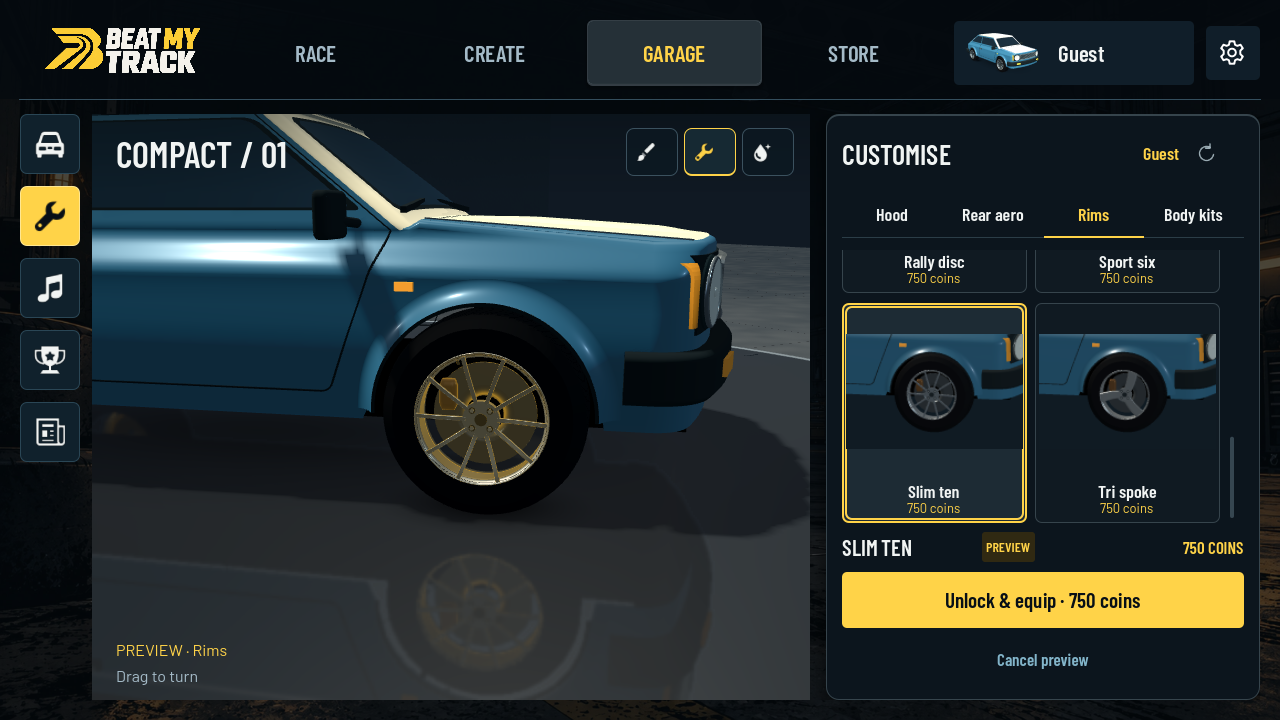 BEAT MY TRACK
RACE
CREATE
GARAGE
STORE
Guest
COMPACT / 01
CUSTOMISE
Guest
Hood
Rear aero
Rims
Body kits
Rally disc
750 coins
Sport six
750 coins
Slim ten
750 coins
Tri spoke
750 coins
SLIM TEN
PREVIEW
750 COINS
Unlock & equip · 750 coins
Cancel preview
PREVIEW · Rims
Drag to turn